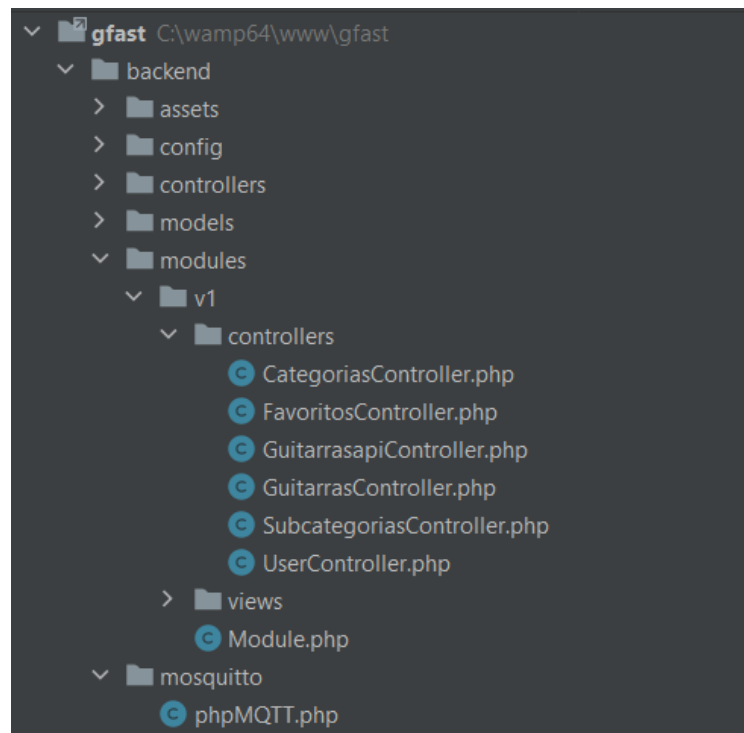 gfast C:\wamp64\www\gfast
backend
assets
config
controllers
models
modules
v1
controllers
CategoriasController.php
FavoritosController.php
GuitarrasapiController.php
GuitarrasController.php
SubcategoriasController.php
UserController.php
views
Module.php
mosquitto
phpMQTT.php